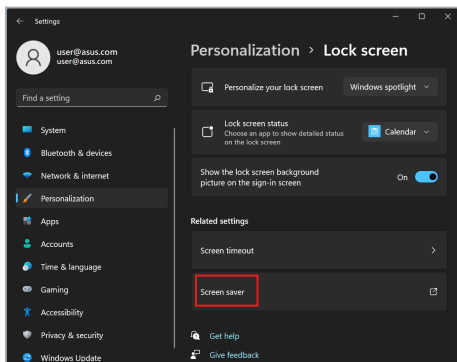 Settings
user@asus.com
user@asus.com
Find a setting
System
Bluetooth & devices
Network & internet
Personalization
Apps
Accounts
Time & language
Gaming
Accessibility
Privacy & security
Windows Update
Personalization > Lock screen
Personalize your lock screen
Windows spotlight
Lock screen status
Choose an app to show detailed status
on the lock screen
Calendar
Show the lock screen background
picture on the sign-in screen
On
Related settings
Screen timeout
Screen saver
Get help
Give feedback